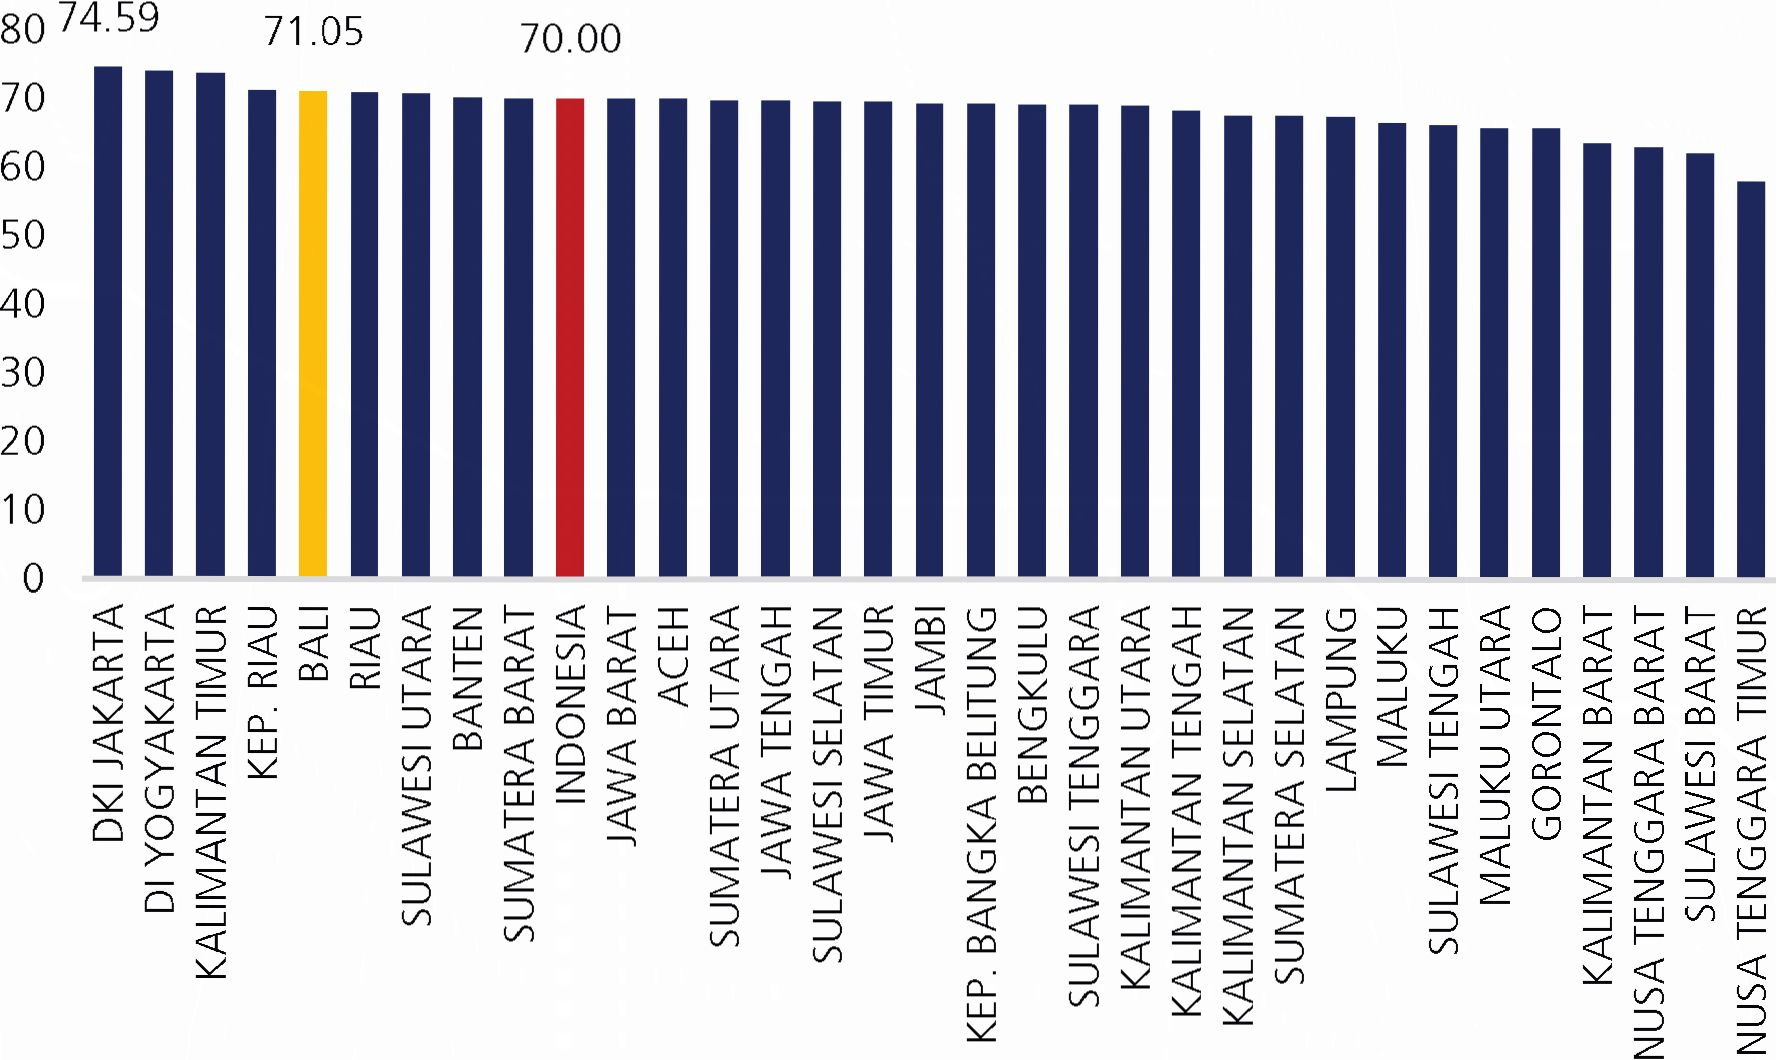 74.59
71.05
70.00
80
70
60
50
40
30
20
10
0
DKI JAKARTA
DI YOGYAKARTA
KALIMANTAN TIMUR
KEP. RIAU
BALI
RIAU
SULAWESI UTARA
BANTEN
SUMATERA BARAT
INDONESIA
JAWA BARAT
ACEH
SUMATERA UTARA
JAWA TENGAH
SULAWESI SELATAN
JAWA TIMUR
JAMBI
KEP. BANGKA BELITUNG
BENGKULU
SULAWESI TENGGARA
KALIMANTAN UTARA
KALIMANTAN TENGAH
KALIMANTAN SELATAN
SUMATERA SELATAN
LAMPUNG
MALUKU
SULAWESI TENGAH
MALUKU UTARA
GORONTALO
KALIMANTAN BARAT
NUSA TENGGARA BARAT
SULAWESI BARAT
NUSA TENGGARA TIMUR